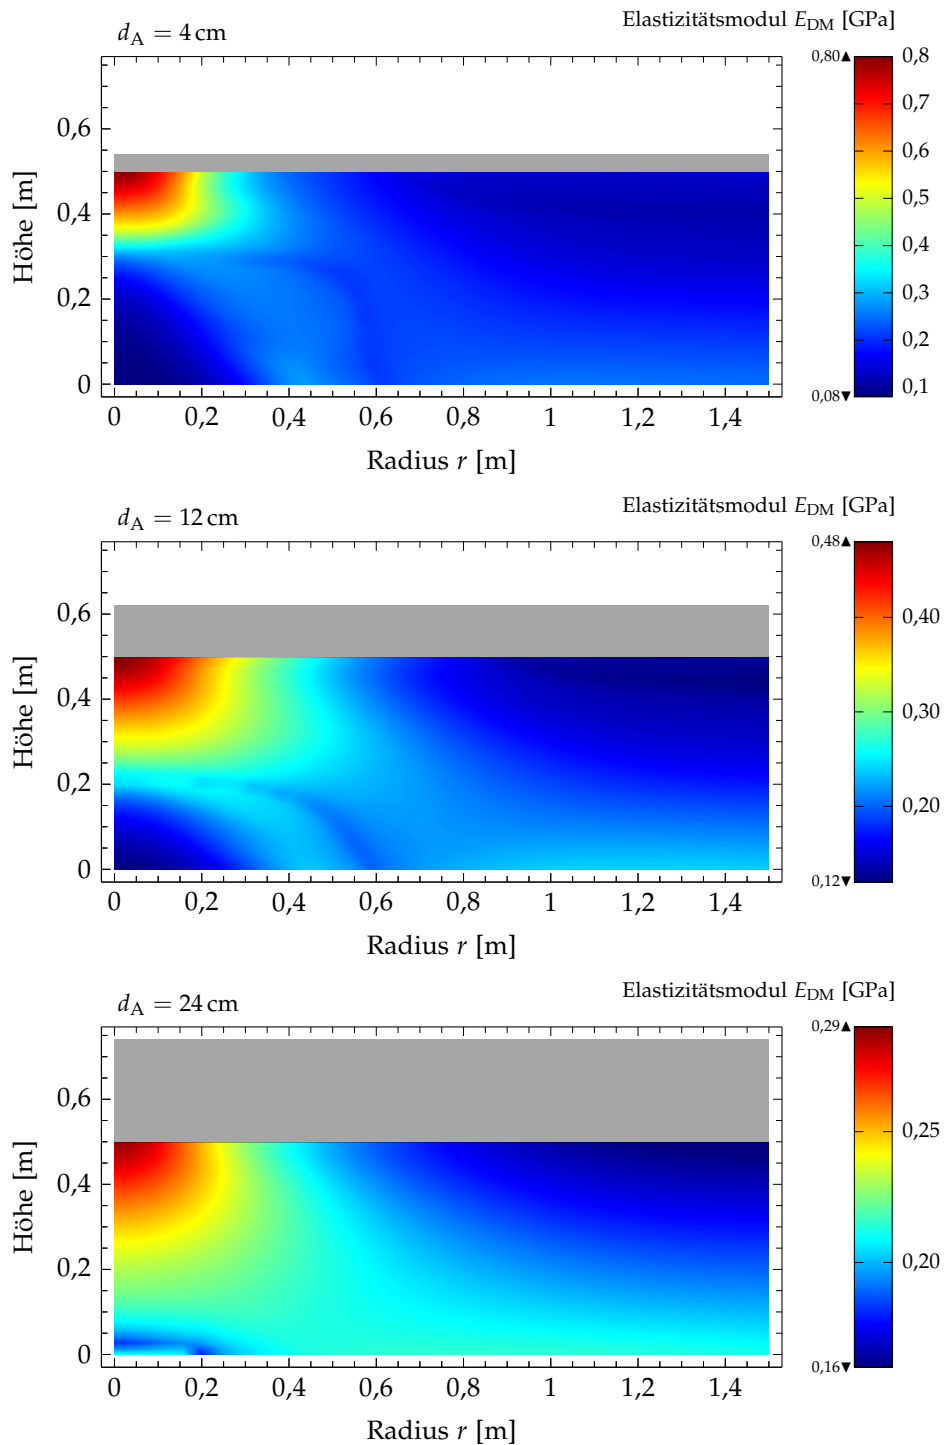 d_A = 4 cm
Elastizitätsmodul E_DM [GPa]
0,80▲
0,8
0,7
0,6
0,5
0,4
0,3
0,2
0,1
0,08▼
Höhe [m]
0,6
0,4
0,2
0
0 0,2 0,4 0,6 0,8 1 1,2 1,4
Radius r [m]
d_A = 12 cm
Elastizitätsmodul E_DM [GPa]
0,48▲
0,40
0,30
0,20
0,12▼
Höhe [m]
0,6
0,4
0,2
0
0 0,2 0,4 0,6 0,8 1 1,2 1,4
Radius r [m]
d_A = 24 cm
Elastizitätsmodul E_DM [GPa]
0,29▲
0,25
0,20
0,16▼
Höhe [m]
0,6
0,4
0,2
0
0 0,2 0,4 0,6 0,8 1 1,2 1,4
Radius r [m]